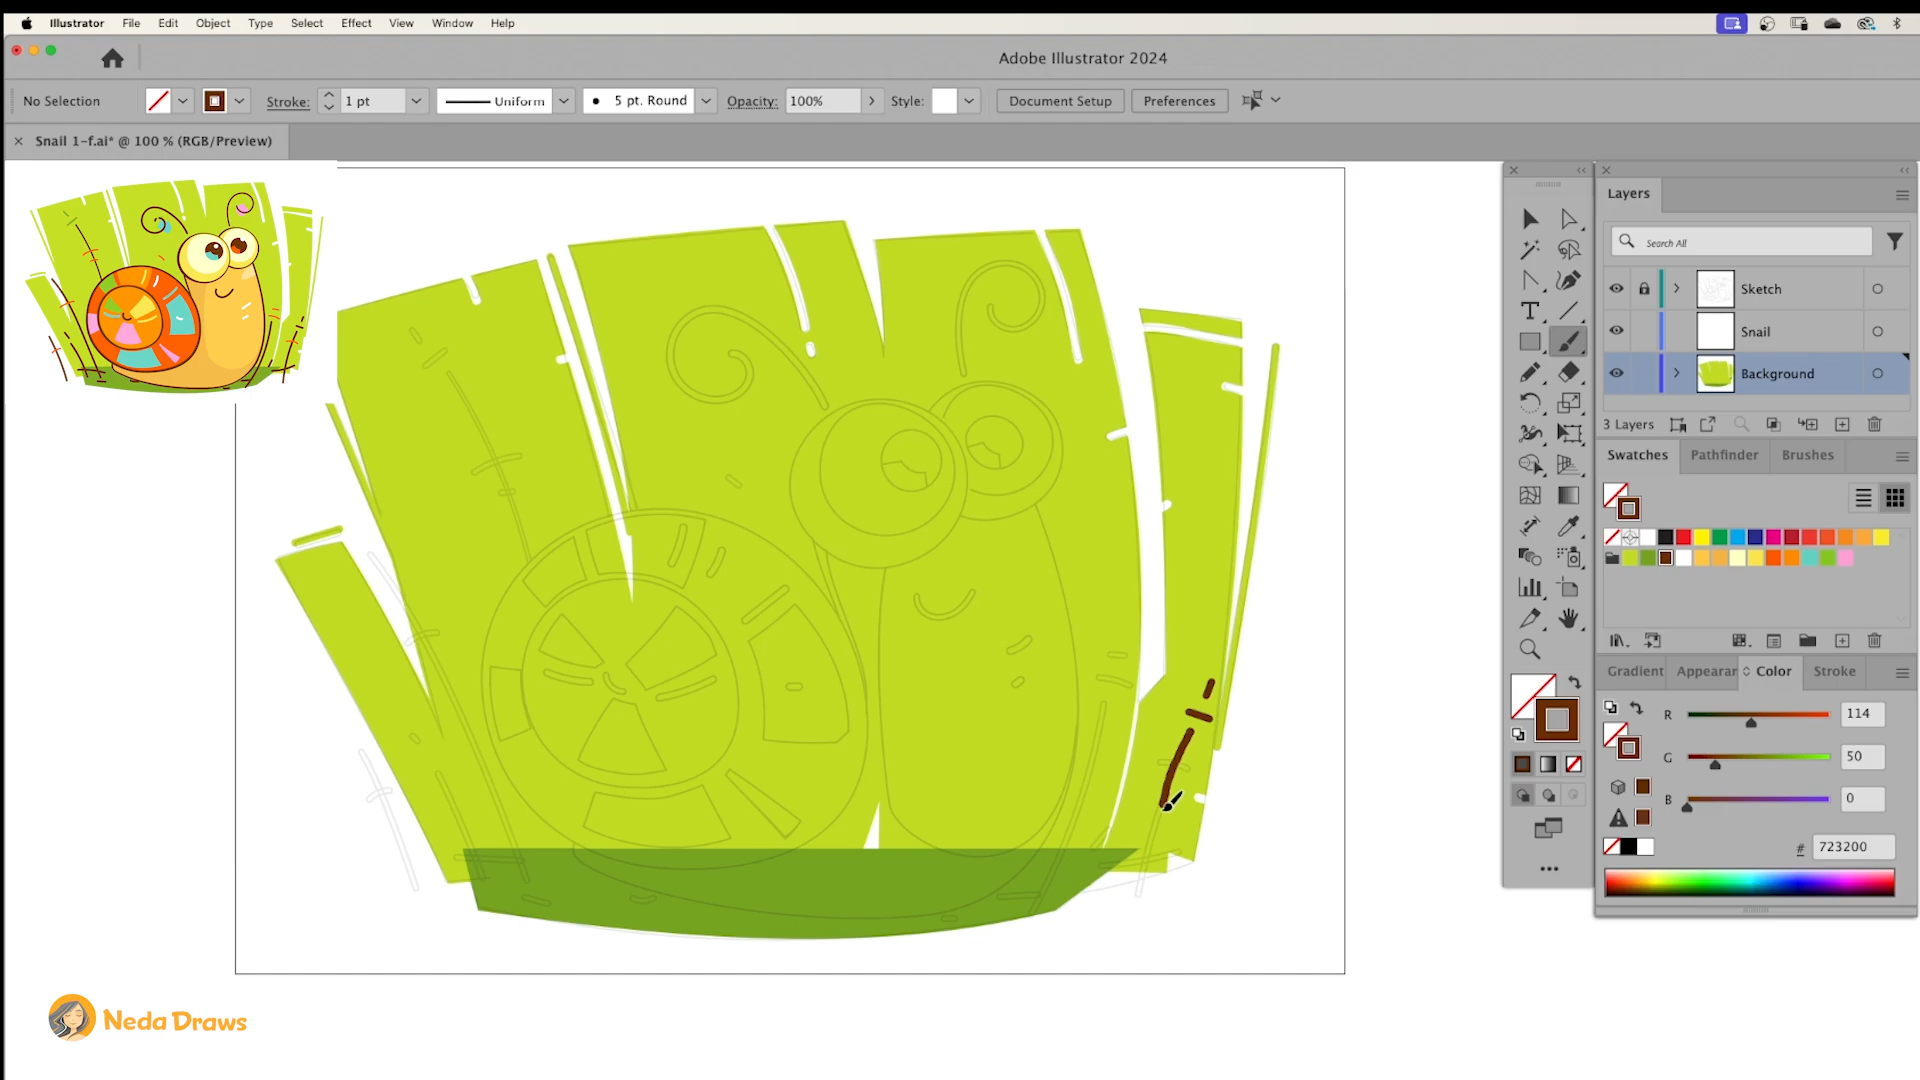 Illustrator File Edit Object Type Select Effect View Window Help
Adobe Illustrator 2024
No Selection Stroke: 1 pt Uniform 5 pt. Round Opacity: 100% Style: Document Setup Preferences
Snail 1-f.ai* @ 100 % (RGB/Preview)
Layers
Search All
Sketch
Snail
Background
3 Layers
Swatches Pathfinder Brushes
Gradient Appearar Color Stroke
R 114
G 50
B 0
# 723200
Neda Draws